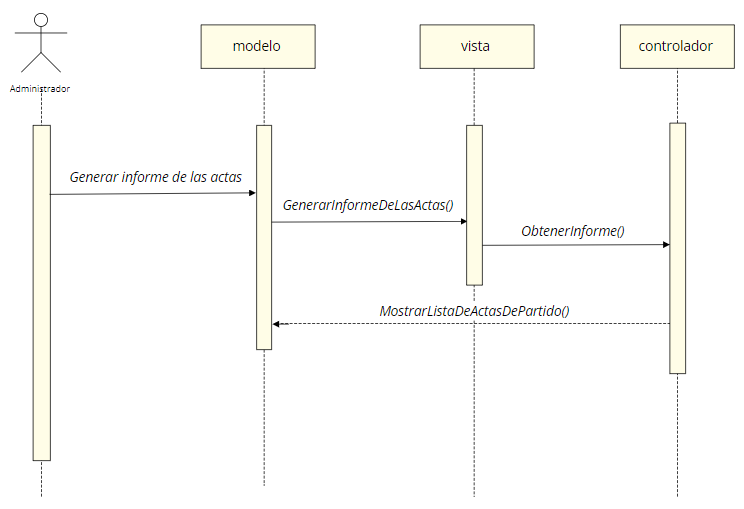 modelo
vista
controlador
Administrador
Generar informe de las actas
GenerarInformeDeLasActas()
ObtenerInforme()
MostrarListaDeActasDePartido()